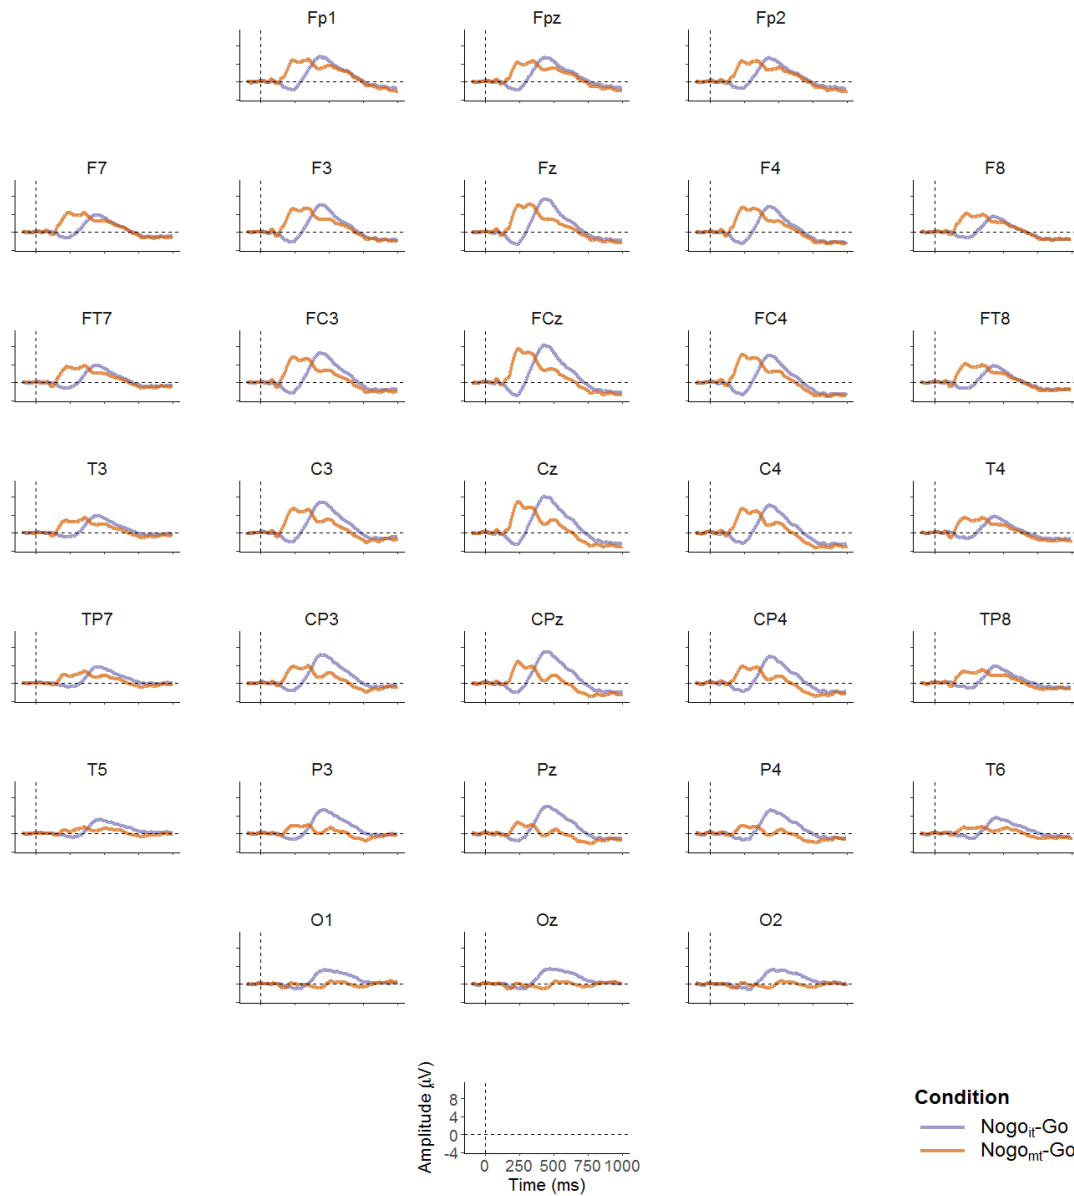 Fp1 Fpz Fp2
F7 F3 Fz F4 F8
FT7 FC3 FCz FC4 FT8
T3 C3 Cz C4 T4
TP7 CP3 CPz CP4 TP8
T5 P3 Pz P4 T6
O1 Oz O2
Amplitude (µV)
8
4
0
-4
0 250 500 750 1000
Time (ms)
Condition
Nogoit-Go
Nogomt-Go